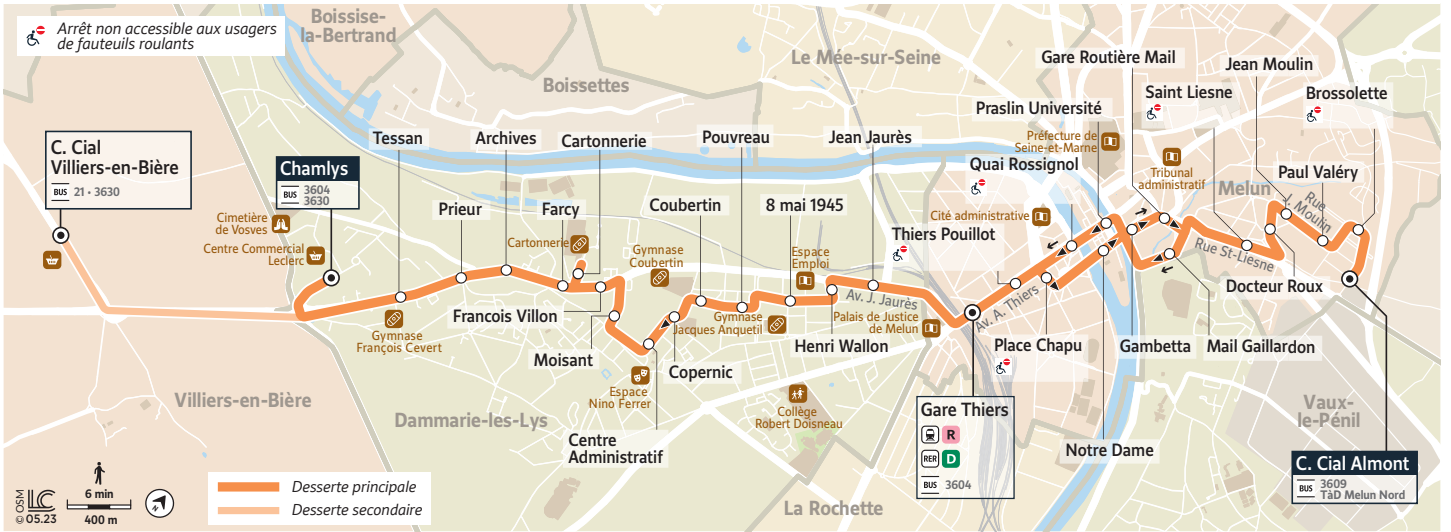 Arrêt non accessible aux usagers
de fauteuils roulants
Boissise-
la-Bertrand
Boissettes
Le Mée-sur-Seine
Gare Routière Mail
Jean Moulin
Saint Liesne
Brossolette
Praslin Université
Préfecture de
Seine-et-Marne
Quai Rossignol
Tribunal
administratif
Melun
Paul Valéry
Rue
J. Moulin
C. Cial
Villiers-en-Bière
BUS 21 - 3630
Chamlys
BUS 3604
3630
Tessan
Archives
Cartonnerie
Pouvreau
Jean Jaurès
Cimetière
de Vosves
Centre Commercial
Leclerc
Prieur
Farcy
Cartonnerie
Coubertin
Gymnase
Coubertin
8 mai 1945
Espace
Emploi
Cité administrative
Thiers Pouillot
Rue St-Liesne
Docteur Roux
Av. J. Jaurès
Av. A. Thiers
Gymnase
François Cevert
Francois Villon
Gymnase
Jacques Anquetil
Palais de Justice
de Melun
Moisant
Copernic
Henri Wallon
Place Chapu
Gambetta
Mail Gaillardon
Espace
Nino Ferrer
Collège
Robert Doisneau
Villiers-en-Bière
Dammarie-les-Lys
Centre
Administratif
Gare Thiers
R
RER D
BUS 3604
Notre Dame
Vaux-
le-Pénil
C. Cial Almont
BUS 3609
TàD Melun Nord
La Rochette
© OSM
LC
05.23
6 min
400 m
Desserte principale
Desserte secondaire